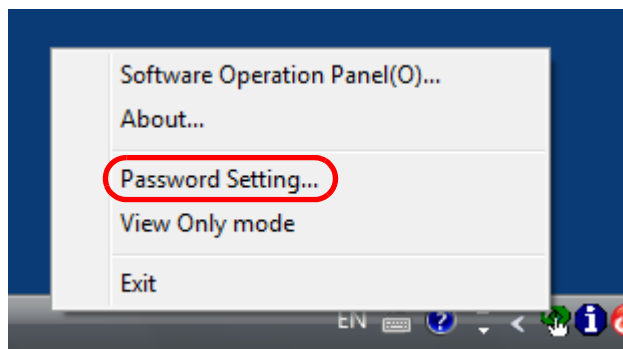 Software Operation Panel(O)...
About...
Password Setting...
View Only mode
Exit
EN